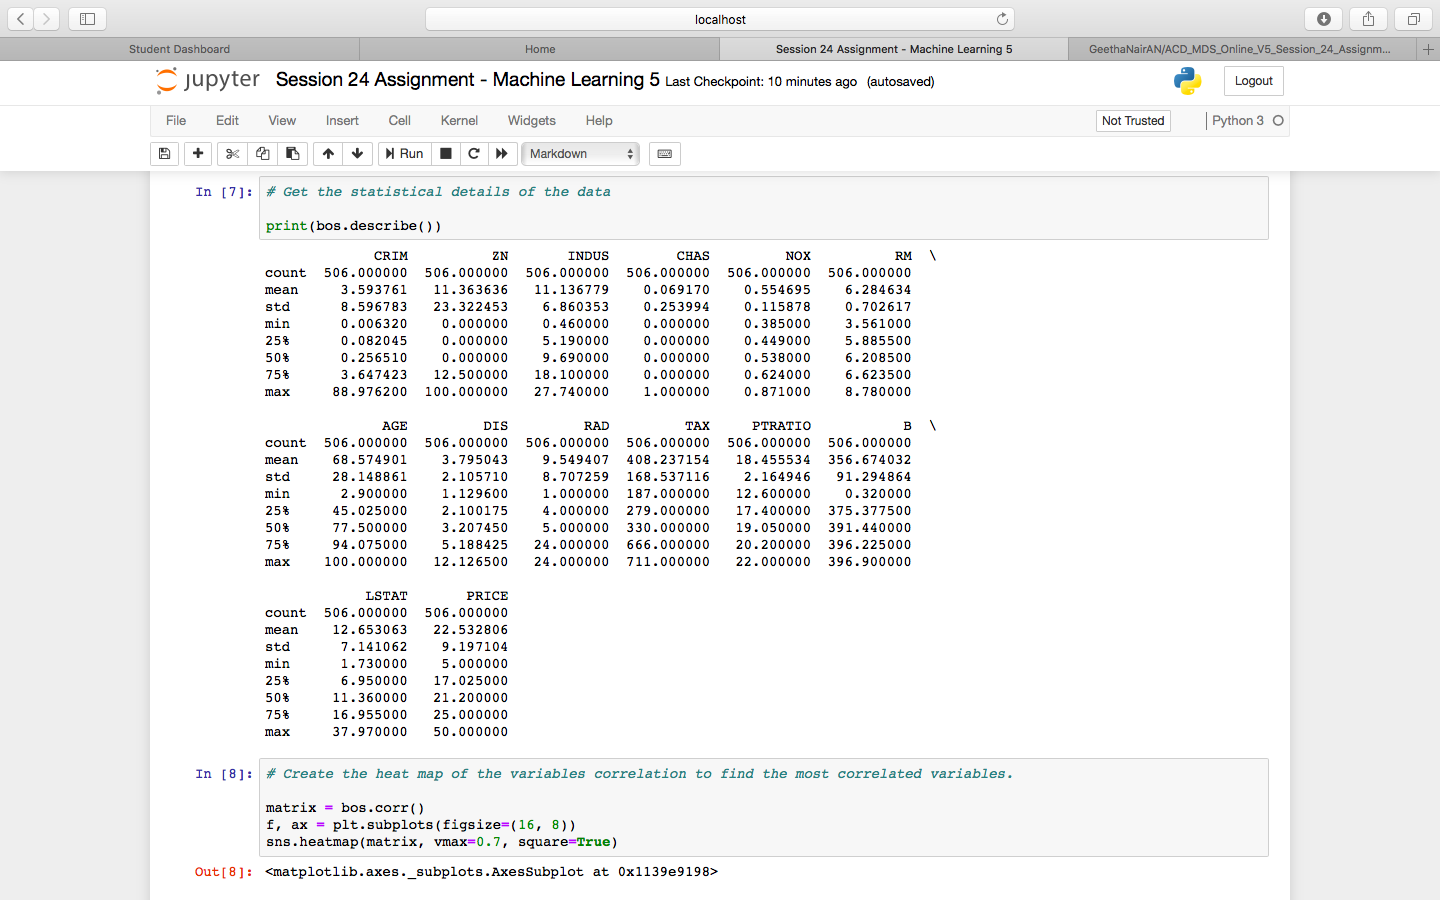 localhost
Student Dashboard
Home
Session 24 Assignment - Machine Learning 5
GeethaNairAN/ACD_MDS_Online_V5_Session_24_Assignm...
jupyter Session 24 Assignment - Machine Learning 5 Last Checkpoint: 10 minutes ago (autosaved)
Logout
File Edit View Insert Cell Kernel Widgets Help
Not Trusted
Python 3
Run
Markdown
In [7]: # Get the statistical details of the data
print(bos.describe())
CRIM ZN INDUS CHAS NOX RM \
count 506.000000 506.000000 506.000000 506.000000 506.000000 506.000000
mean 3.593761 11.363636 11.136779 0.069170 0.554695 6.284634
std 8.596783 23.322453 6.860353 0.253994 0.115878 0.702617
min 0.006320 0.000000 0.460000 0.000000 0.385000 3.561000
25% 0.082045 0.000000 5.190000 0.000000 0.449000 5.885500
50% 0.256510 0.000000 9.690000 0.000000 0.538000 6.208500
75% 3.647423 12.500000 18.100000 0.000000 0.624000 6.623500
max 88.976200 100.000000 27.740000 1.000000 0.871000 8.780000
AGE DIS RAD TAX PTRATIO B \
count 506.000000 506.000000 506.000000 506.000000 506.000000 506.000000
mean 68.574901 3.795043 9.549407 408.237154 18.455534 356.674032
std 28.148861 2.105710 8.707259 168.537116 2.164946 91.294864
min 2.900000 1.129600 1.000000 187.000000 12.600000 0.320000
25% 45.025000 2.100175 4.000000 279.000000 17.400000 375.377500
50% 77.500000 3.207450 5.000000 330.000000 19.050000 391.440000
75% 94.075000 5.188425 24.000000 666.000000 20.200000 396.225000
max 100.000000 12.126500 24.000000 711.000000 22.000000 396.900000
LSTAT PRICE
count 506.000000 506.000000
mean 12.653063 22.532806
std 7.141062 9.197104
min 1.730000 5.000000
25% 6.950000 17.025000
50% 11.360000 21.200000
75% 16.955000 25.000000
max 37.970000 50.000000
In [8]: # Create the heat map of the variables correlation to find the most correlated variables.
matrix = bos.corr()
f, ax = plt.subplots(figsize=(16, 8))
sns.heatmap(matrix, vmax=0.7, square=True)
Out[8]: <matplotlib.axes._subplots.AxesSubplot at 0x1139e9198>